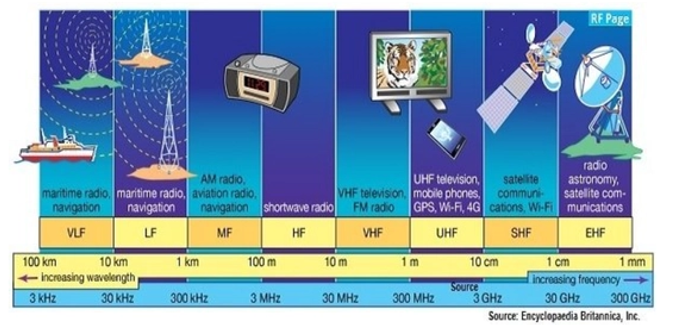 RF Page
maritime radio,
navigation
maritime radio,
navigation
AM radio,
aviation radio,
navigation
shortwave radio
VHF television,
FM radio
UHF television,
mobile phones,
GPS, Wi-Fi, 4G
satellite
communi-
cations, Wi-Fi
radio
astronomy,
satellite com-
munications
VLF LF MF HF VHF UHF SHF EHF
100 km 10 km 1 km 100 m 10 m 1 m 10 cm 1 cm 1 mm
increasing wavelength Source increasing frequency
3 kHz 30 kHz 300 kHz 3 MHz 30 MHz 300 MHz 3 GHz 30 GHz 300 GHz
Source: Encyclopaedia Britannica, Inc.